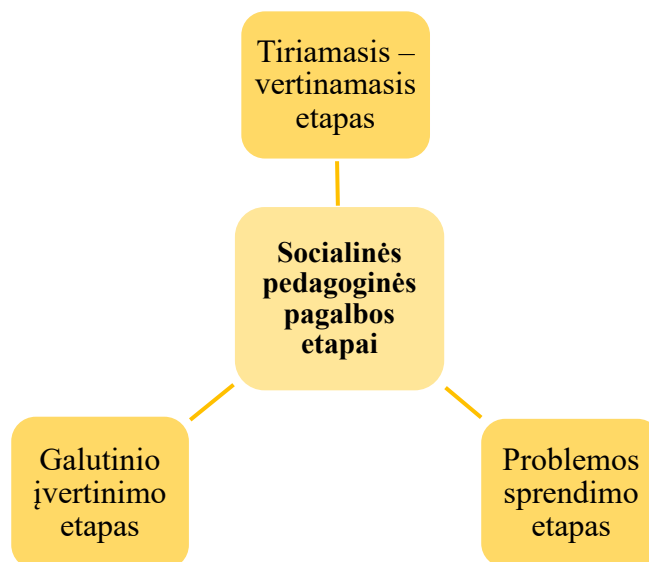 Tiriamasis –
vertinamasis
etapas
Socialinės
pedagoginės
pagalbos
etapai
Galutinio
įvertinimo
etapas
Problemos
sprendimo
etapas